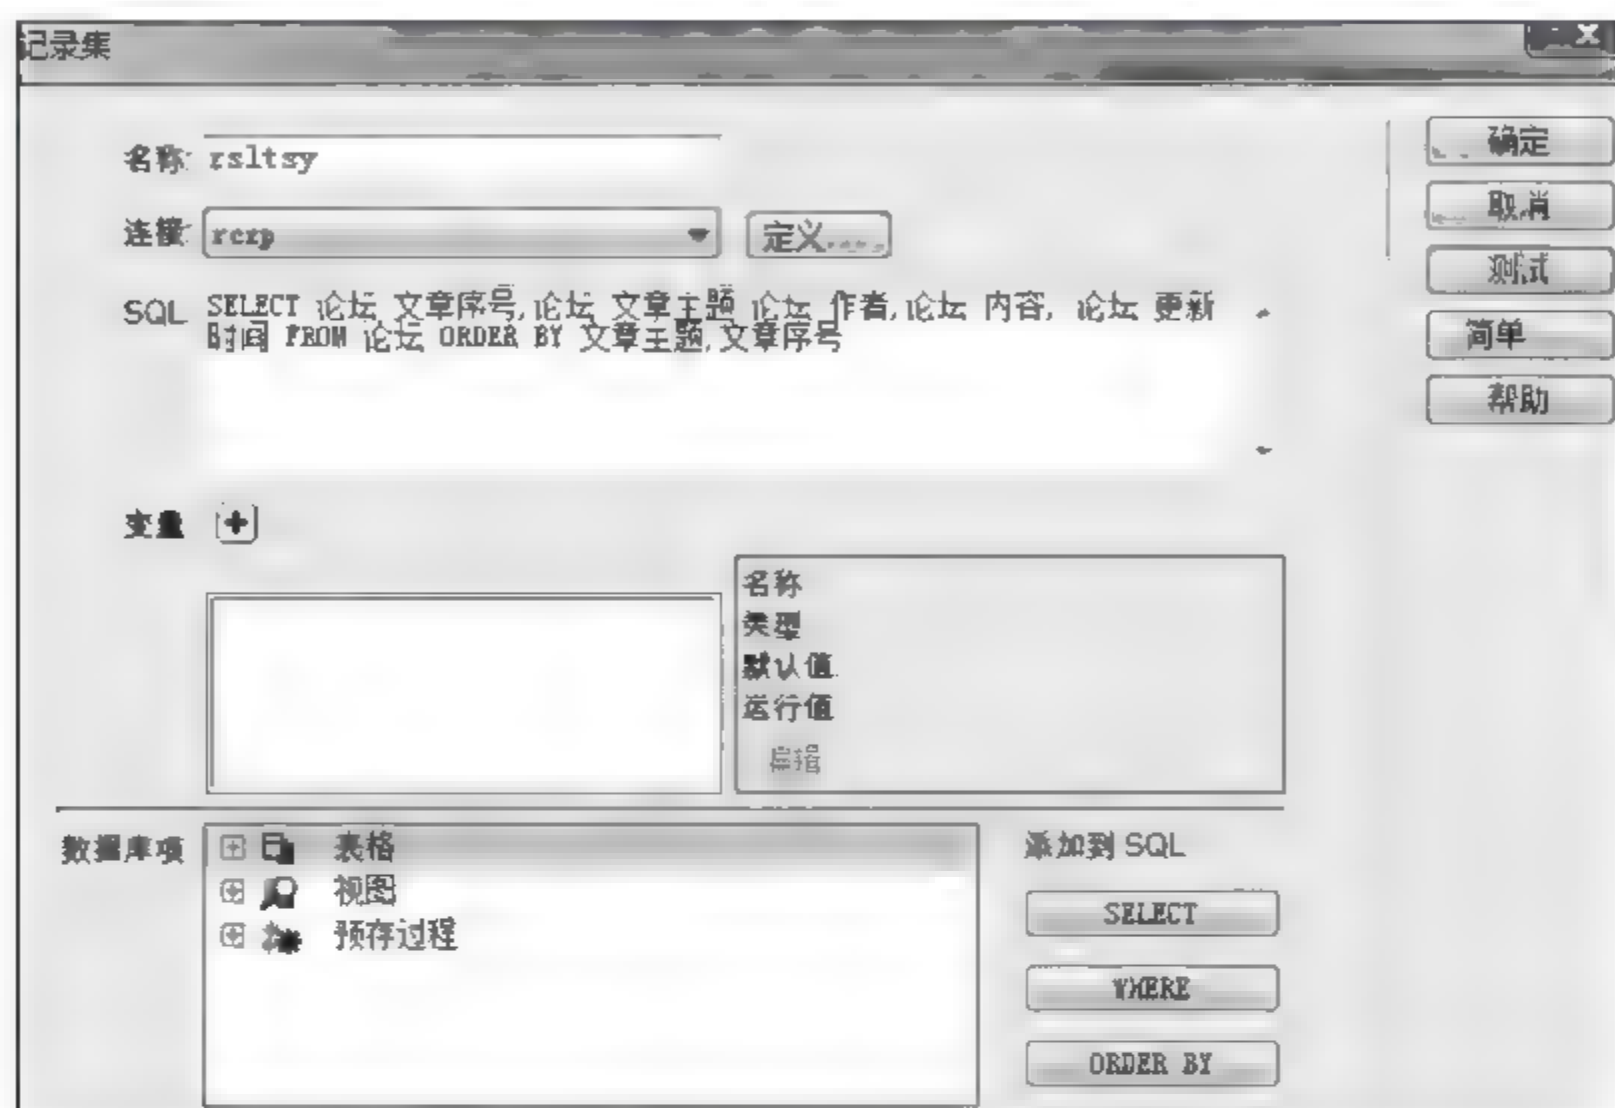 记录集
名称: rsltsy
确定
取消
连接: rcrp
定义...
测试
SQL SELECT 论坛 文章序号,论坛 文章主题 论坛 作者,论坛 内容, 论坛 更新
时间 FROM 论坛 ORDER BY 文章主题,文章序号
简单
帮助
变量
名称
类型
默认值
运行值
编辑
数据库项
表格
视图
预存过程
添加到 SQL
SELECT
WHERE
ORDER BY